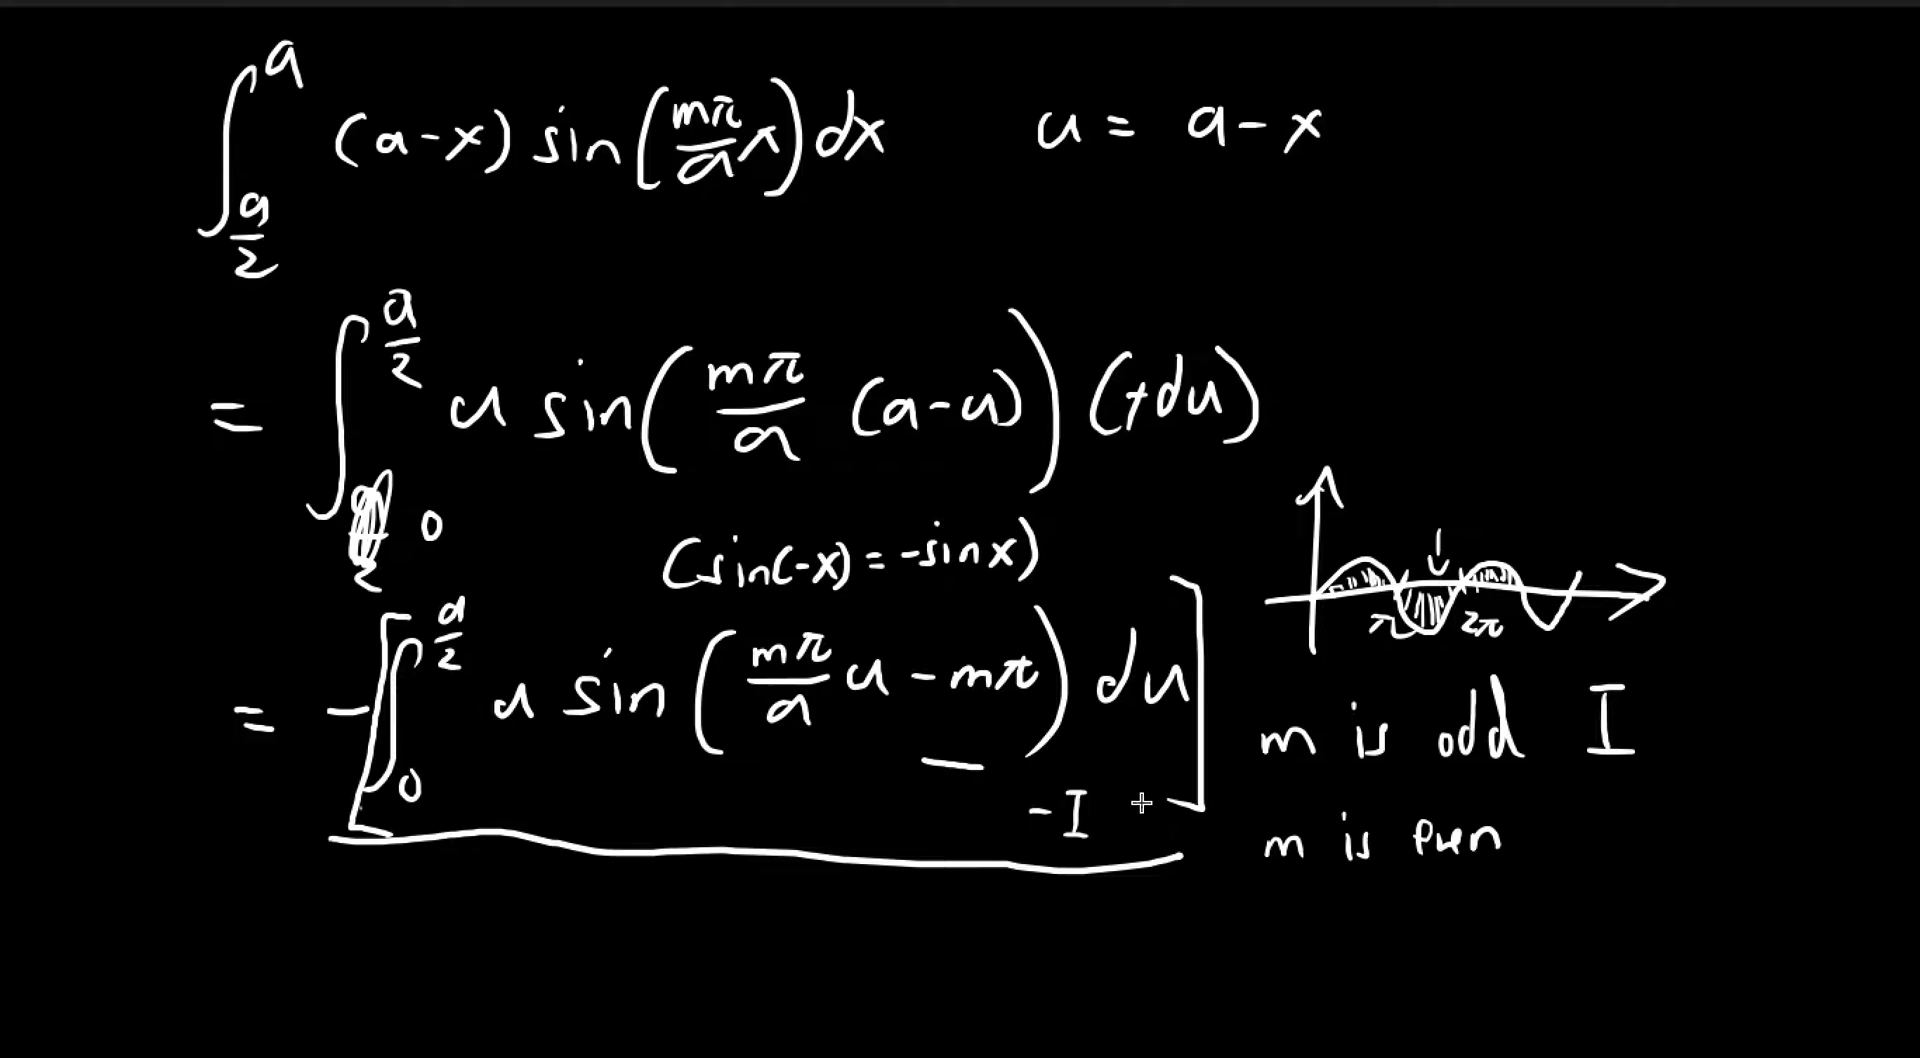 ∫_{a/2}^{a} (a-x) sin(mπ/a x) dx u = a - x
= ∫_{0}^{a/2} u sin(mπ/a (a-u)) (+du)
(sin(-x) = -sin x)
= -[∫_{0}^{a/2} u sin(mπ/a u - mπ) du]
π 2π
m is odd I
-I
m is even